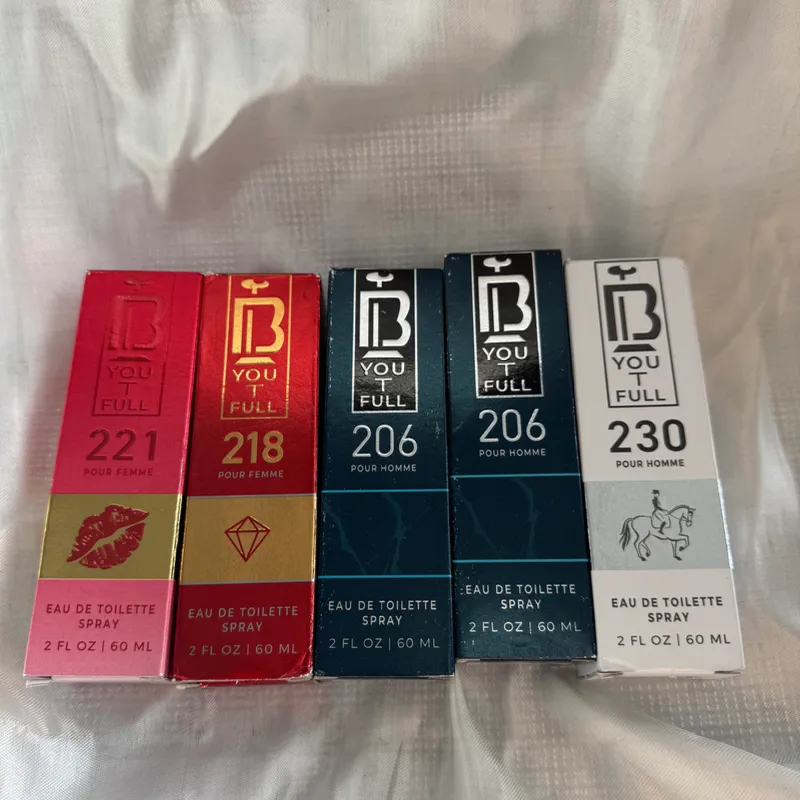 B
YOU
T
FULL
221
POUR FEMME
EAU DE TOILETTE
SPRAY
2 FL OZ | 60 ML
B
YOU
T
FULL
218
POUR FEMME
EAU DE TOILETTE
SPRAY
2 FL OZ | 60 ML
B
YOU
T
FULL
206
POUR HOMME
EAU DE TOILETTE
SPRAY
2 FL OZ | 60 ML
B
YOU
T
FULL
206
POUR HOMME
EAU DE TOILETTE
SPRAY
2 FL OZ | 60 ML
B
YOU
T
FULL
230
POUR HOMME
EAU DE TOILETTE
SPRAY
2 FL OZ | 60 ML